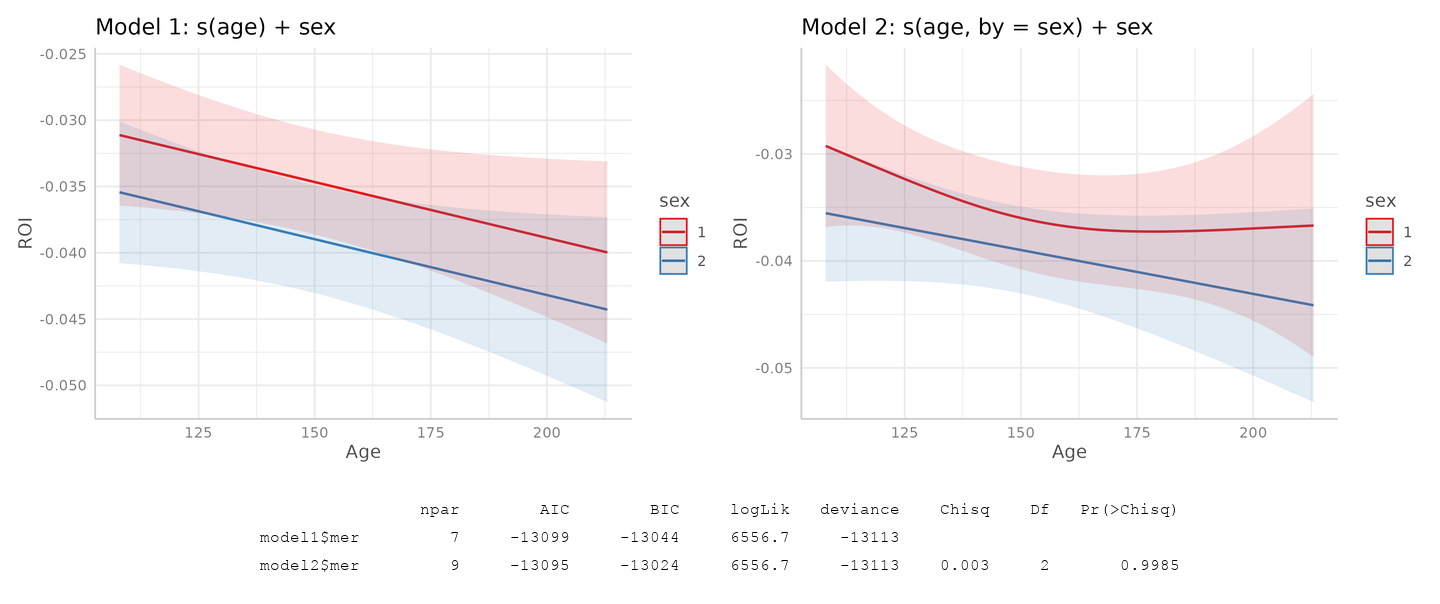 Model 1: s(age) + sex
-0.025
-0.030
-0.035
-0.040
-0.045
-0.050
ROI
125 150 175 200
Age
sex
1
2
Model 2: s(age, by = sex) + sex
-0.03
-0.04
-0.05
ROI
125 150 175 200
Age
sex
1
2
npar AIC BIC logLik deviance Chisq Df Pr(>Chisq)
model1$mer 7 -13099 -13044 6556.7 -13113
model2$mer 9 -13095 -13024 6556.7 -13113 0.003 2 0.9985